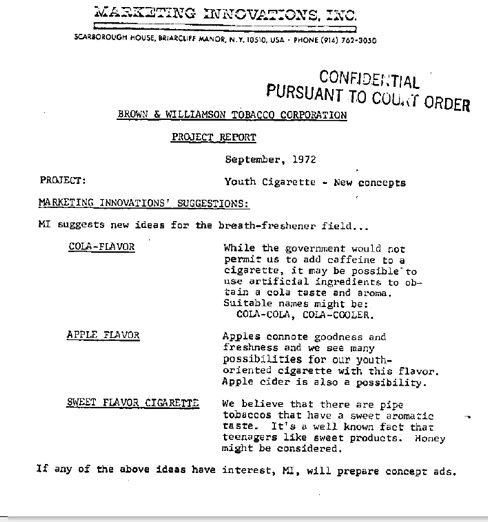 MARKETING INNOVATIONS, INC.
SCARBOROUGH HOUSE, BRIARCLIFF MANOR, N.Y. 10510, USA · PHONE (914) 762-3050
CONFIDENTIAL
PURSUANT TO COURT ORDER
BROWN & WILLIAMSON TOBACCO CORPORATION
PROJECT REPORT
September, 1972
PROJECT: Youth Cigarette - New concepts
MARKETING INNOVATIONS' SUGGESTIONS:
MI suggests new ideas for the breath-freshener field...
COLA-FLAVOR While the government would not
permit us to add caffeine to a
cigarette, it may be possible to
use artificial ingredients to ob-
tain a cola taste and aroma.
Suitable names might be:
COLA-COLA, COLA-COOLER.
APPLE FLAVOR Apples connote goodness and
freshness and we see many
possibilities for our youth-
oriented cigarette with this flavor.
Apple cider is also a possibility.
SWEET FLAVOR CIGARETTE We believe that there are pipe
tobaccos that have a sweet aromatic
taste. It's a well known fact that
teenagers like sweet products. Honey
might be considered.
If any of the above ideas have interest, MI, will prepare concept ads.